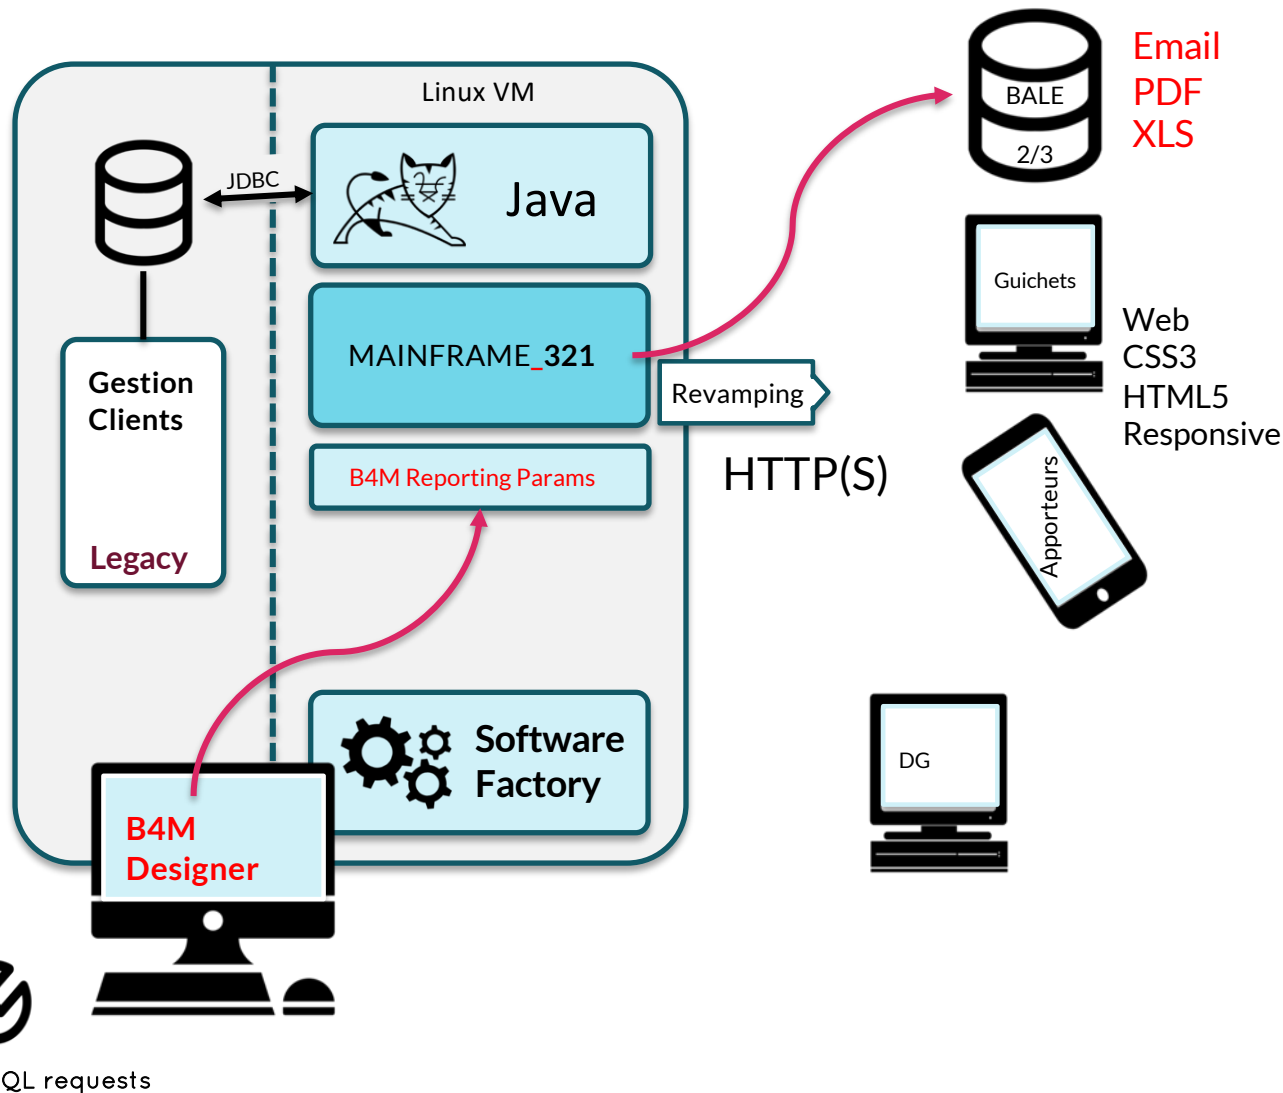 Linux VM
JDBC
Java
MAINFRAME_321
Gestion
Clients
Legacy
B4M Reporting Params
Revamping
HTTP(S)
Software
Factory
B4M
Designer
BALE
2/3
Email
PDF
XLS
Guichets
Web
CSS3
HTML5
Responsive
Apporteurs
DG
QL requests